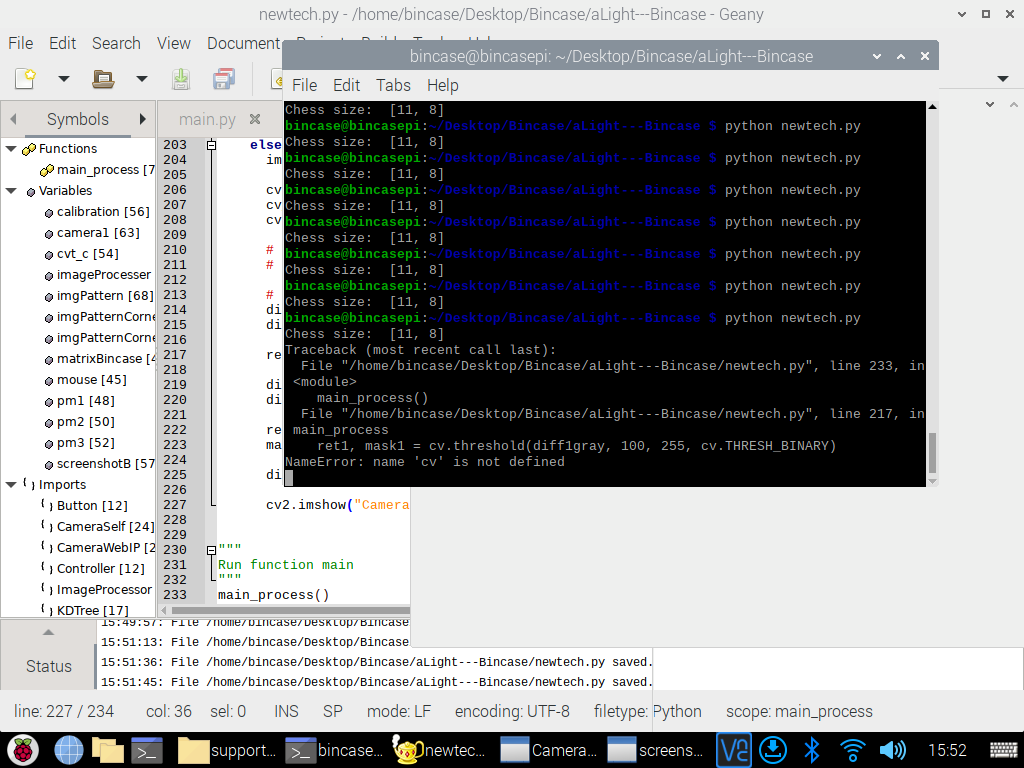 newtech.py - /home/bincase/Desktop/Bincase/aLight---Bincase - Geany
File Edit Search View Document
bincase@bincasepi: ~/Desktop/Bincase/aLight---Bincase
File Edit Tabs Help
Symbols
main.py
Functions
main_process [7
Variables
calibration [56]
camera1 [63]
cvt_c [54]
imageProcesser
imgPattern [68]
imgPatternCorne
imgPatternCorne
matrixBincase [4
mouse [45]
pm1 [48]
pm2 [50]
pm3 [52]
screenshotB [57
Imports
Button [12]
CameraSelf [24]
CameraWebIP [2
Controller [12]
ImageProcessor
KDTree [17]
203 else
204 im
205
206 cv
207 cv
208 cv
209
210 #
211 #
212
213 #
214 di
215 di
216
217 re
218
219 di
220 di
221
222 re
223 ma
224
225 di
226
227 cv2.imshow("Camera
228
229
230 """
231 Run function main
232 """
233 main_process()
Chess size:  [11, 8]
bincase@bincasepi:~/Desktop/Bincase/aLight---Bincase $ python newtech.py
Chess size:  [11, 8]
bincase@bincasepi:~/Desktop/Bincase/aLight---Bincase $ python newtech.py
Chess size:  [11, 8]
bincase@bincasepi:~/Desktop/Bincase/aLight---Bincase $ python newtech.py
Chess size:  [11, 8]
bincase@bincasepi:~/Desktop/Bincase/aLight---Bincase $ python newtech.py
Chess size:  [11, 8]
bincase@bincasepi:~/Desktop/Bincase/aLight---Bincase $ python newtech.py
Chess size:  [11, 8]
bincase@bincasepi:~/Desktop/Bincase/aLight---Bincase $ python newtech.py
Chess size:  [11, 8]
bincase@bincasepi:~/Desktop/Bincase/aLight---Bincase $ python newtech.py
Chess size:  [11, 8]
Traceback (most recent call last):
File "/home/bincase/Desktop/Bincase/aLight---Bincase/newtech.py", line 233, in
<module>
main_process()
File "/home/bincase/Desktop/Bincase/aLight---Bincase/newtech.py", line 217, in
main_process
ret1, mask1 = cv.threshold(diff1gray, 100, 255, cv.THRESH_BINARY)
NameError: name 'cv' is not defined
Status
15:49:57: File /home/bincase/Desktop/Bincase
15:51:13: File /home/bincase/Desktop/Bincase
15:51:36: File /home/bincase/Desktop/Bincase/aLight---Bincase/newtech.py saved.
15:51:45: File /home/bincase/Desktop/Bincase/aLight---Bincase/newtech.py saved.
line: 227 / 234 col: 36 sel: 0 INS SP mode: LF encoding: UTF-8 filetype: Python scope: main_process
support... bincase... newtec... Camera... screens... 15:52